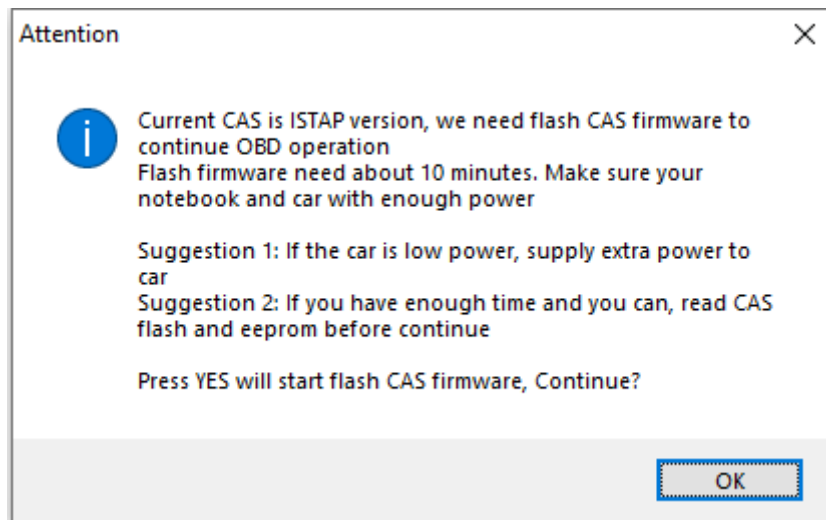 Attention
Current CAS is ISTAP version, we need flash CAS firmware to
continue OBD operation
Flash firmware need about 10 minutes. Make sure your
notebook and car with enough power
Suggestion 1: If the car is low power, supply extra power to
car
Suggestion 2: If you have enough time and you can, read CAS
flash and eeprom before continue
Press YES will start flash CAS firmware, Continue?
OK